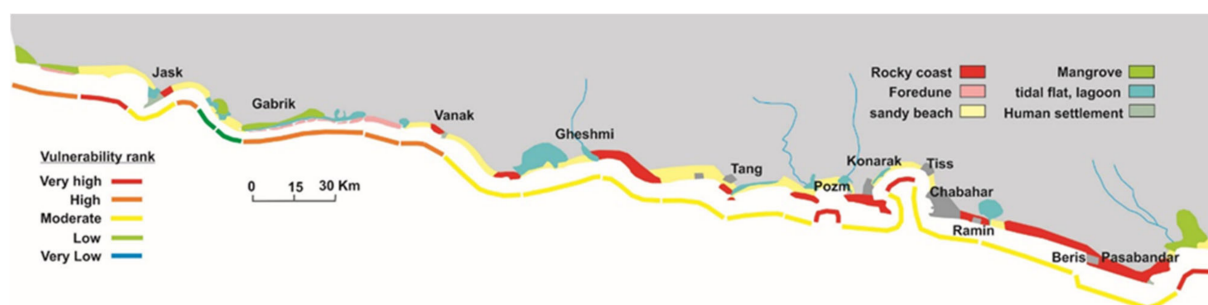 Jask
Gabrik
Vanak
Gheshmi
Tang
Pozm
Konarak
Tiss
Chabahar
Ramin
Beris
Pasabandar
Rocky coast
Foredune
sandy beach
Mangrove
tidal flat, lagoon
Human settlement
Vulnerability rank
Very high
High
Moderate
Low
Very Low
0 15 30 Km